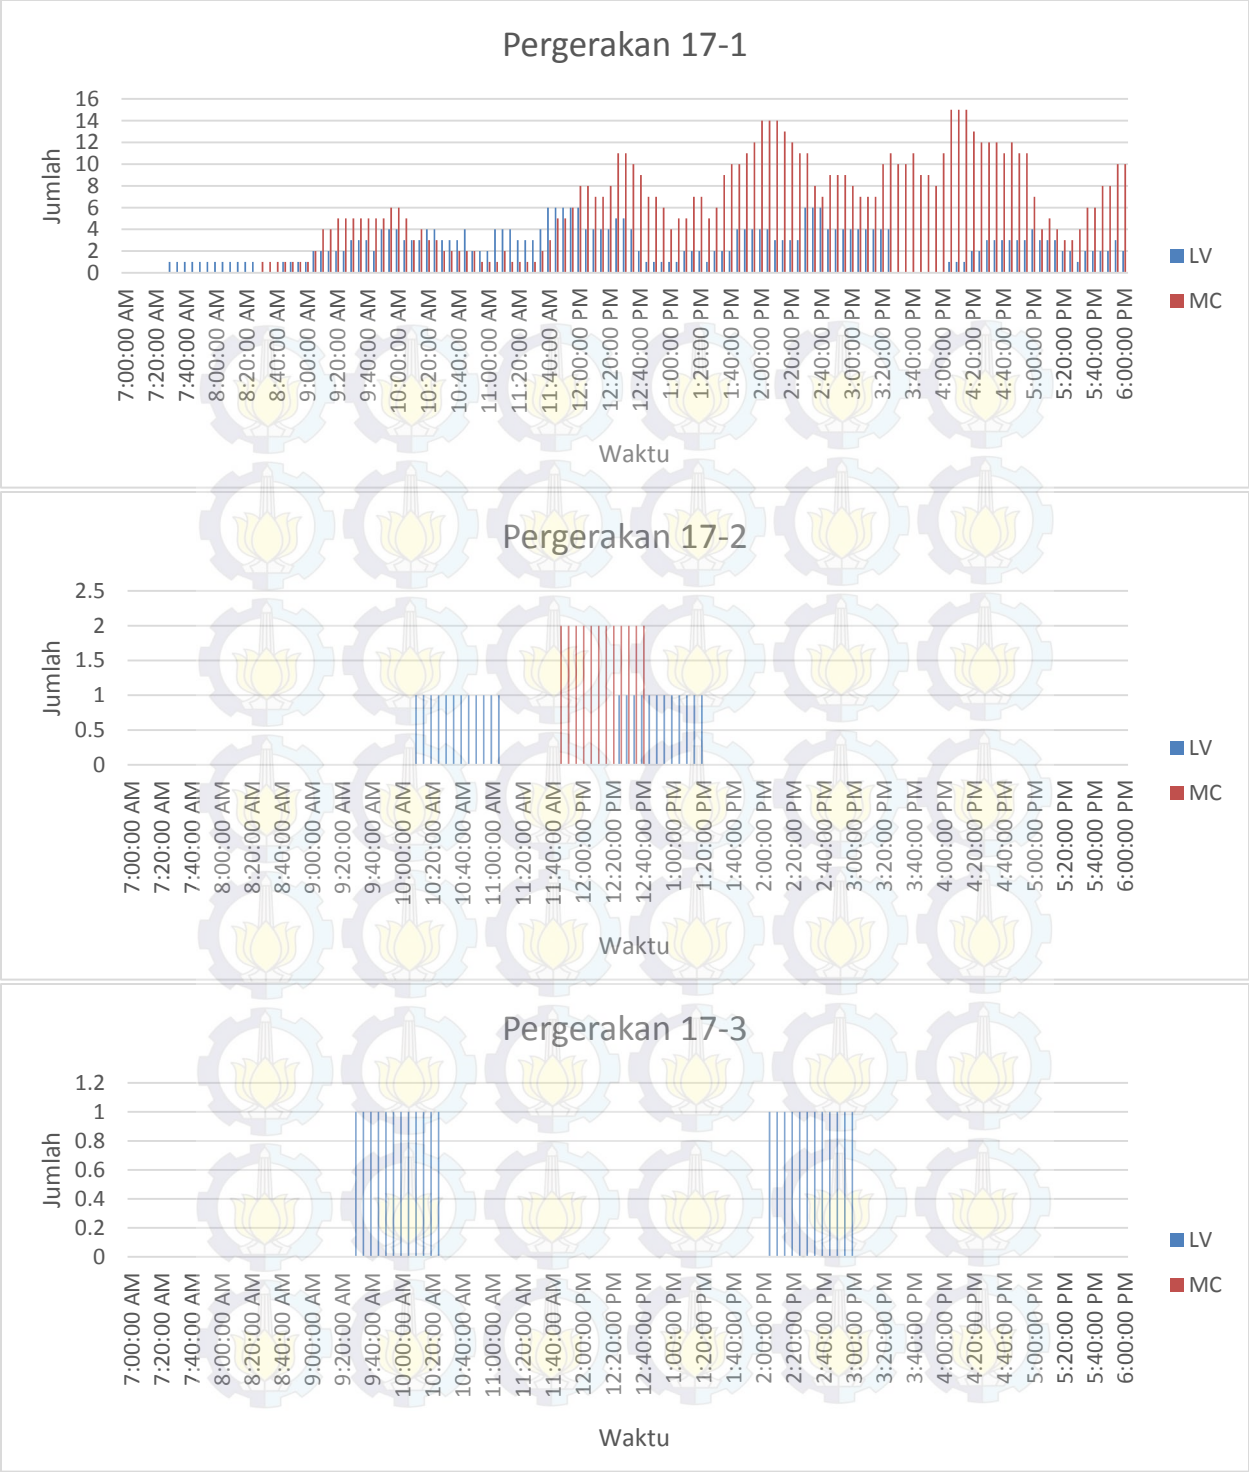 Pergerakan 17-1
16
14
12
10
8
6
4
2
0
Jumlah
7:00:00 AM
7:20:00 AM
7:40:00 AM
8:00:00 AM
8:20:00 AM
8:40:00 AM
9:00:00 AM
9:20:00 AM
9:40:00 AM
10:00:00 AM
10:20:00 AM
10:40:00 AM
11:00:00 AM
11:20:00 AM
11:40:00 AM
12:00:00 PM
12:20:00 PM
12:40:00 PM
1:00:00 PM
1:20:00 PM
1:40:00 PM
2:00:00 PM
2:20:00 PM
2:40:00 PM
3:00:00 PM
3:20:00 PM
3:40:00 PM
4:00:00 PM
4:20:00 PM
4:40:00 PM
5:00:00 PM
5:20:00 PM
5:40:00 PM
6:00:00 PM
Waktu
LV
MC
Pergerakan 17-2
2.5
2
1.5
1
0.5
0
Jumlah
7:00:00 AM
7:20:00 AM
7:40:00 AM
8:00:00 AM
8:20:00 AM
8:40:00 AM
9:00:00 AM
9:20:00 AM
9:40:00 AM
10:00:00 AM
10:20:00 AM
10:40:00 AM
11:00:00 AM
11:20:00 AM
11:40:00 AM
12:00:00 PM
12:20:00 PM
12:40:00 PM
1:00:00 PM
1:20:00 PM
1:40:00 PM
2:00:00 PM
2:20:00 PM
2:40:00 PM
3:00:00 PM
3:20:00 PM
3:40:00 PM
4:00:00 PM
4:20:00 PM
4:40:00 PM
5:00:00 PM
5:20:00 PM
5:40:00 PM
6:00:00 PM
Waktu
LV
MC
Pergerakan 17-3
1.2
1
0.8
0.6
0.4
0.2
0
Jumlah
7:00:00 AM
7:20:00 AM
7:40:00 AM
8:00:00 AM
8:20:00 AM
8:40:00 AM
9:00:00 AM
9:20:00 AM
9:40:00 AM
10:00:00 AM
10:20:00 AM
10:40:00 AM
11:00:00 AM
11:20:00 AM
11:40:00 AM
12:00:00 PM
12:20:00 PM
12:40:00 PM
1:00:00 PM
1:20:00 PM
1:40:00 PM
2:00:00 PM
2:20:00 PM
2:40:00 PM
3:00:00 PM
3:20:00 PM
3:40:00 PM
4:00:00 PM
4:20:00 PM
4:40:00 PM
5:00:00 PM
5:20:00 PM
5:40:00 PM
6:00:00 PM
Waktu
LV
MC